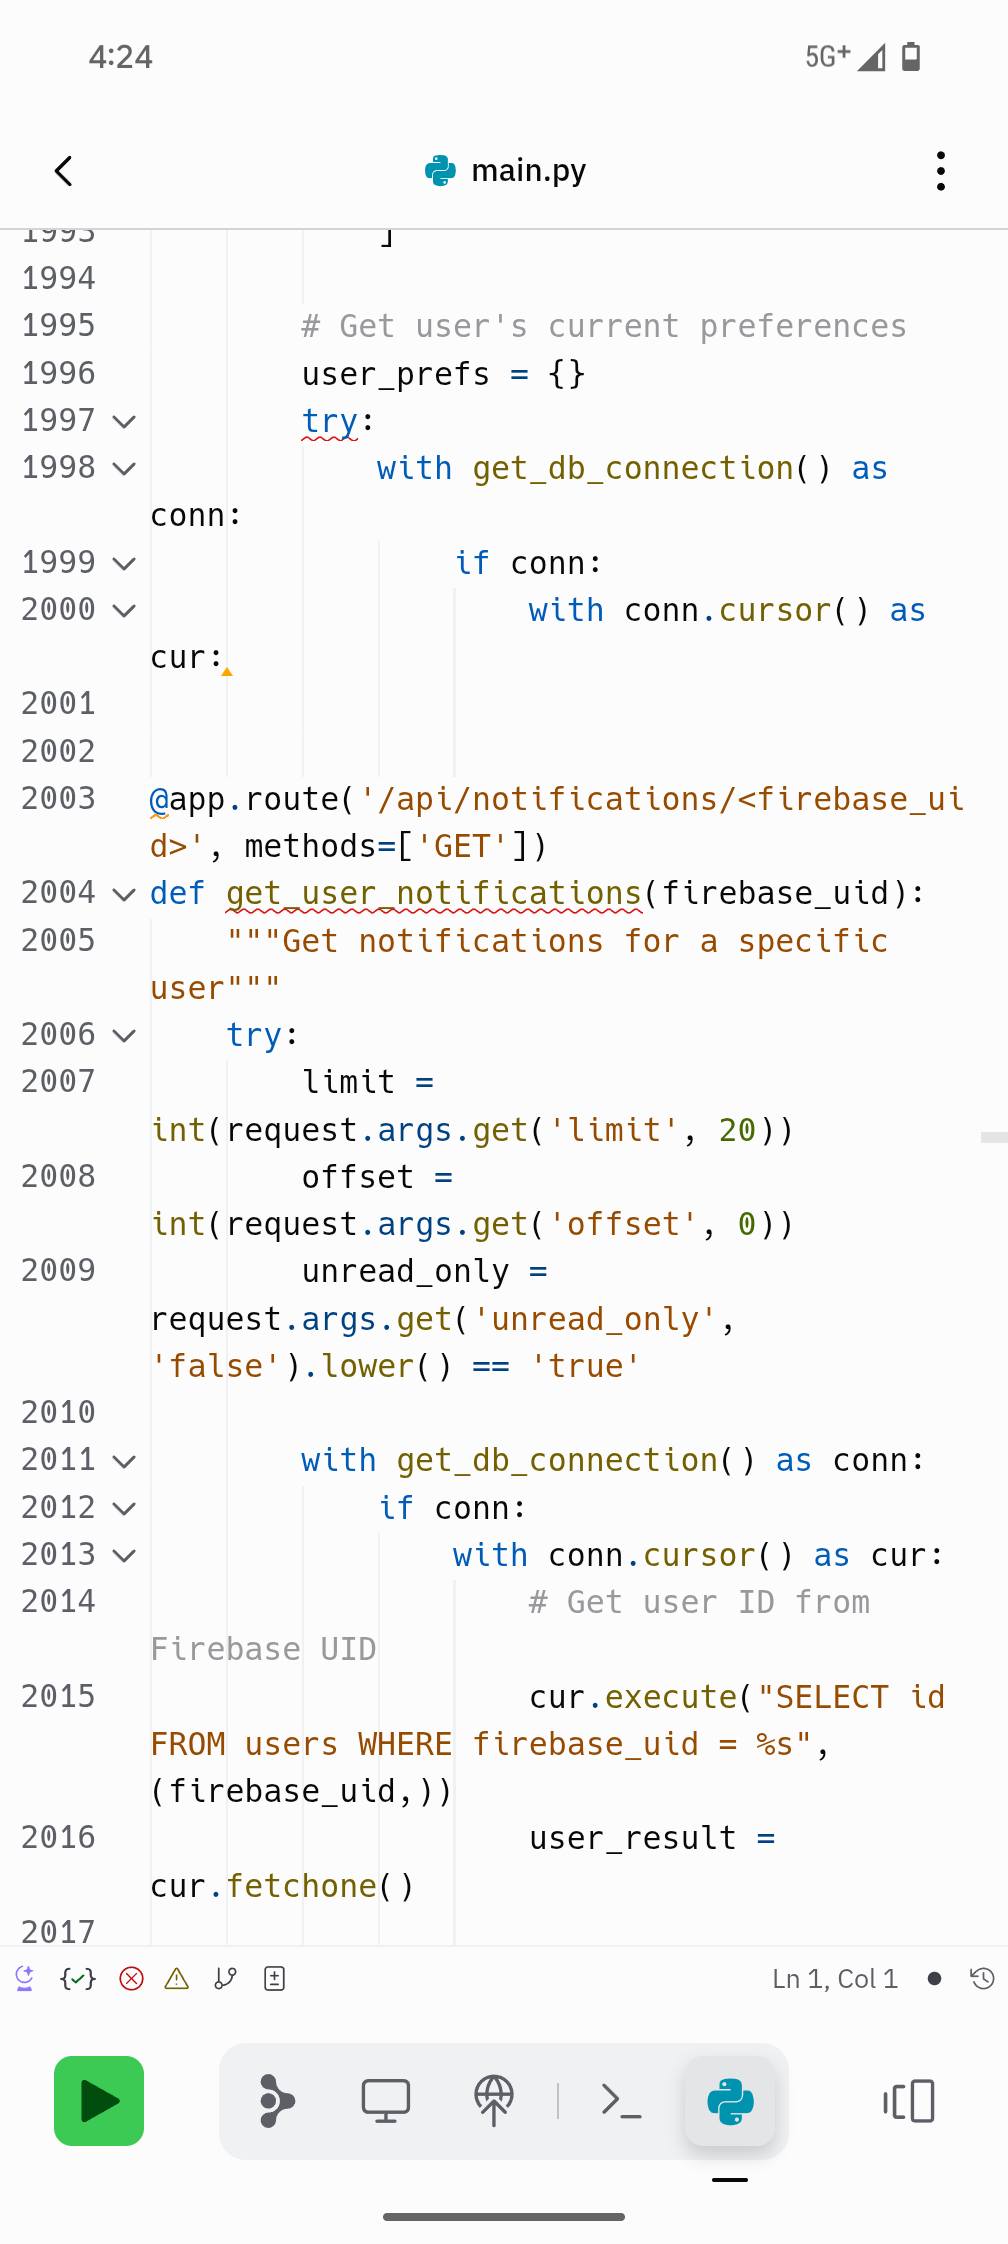 4:24
5G+
main.py
1993 ]
1994
1995 # Get user's current preferences
1996 user_prefs = {}
1997 try:
1998 with get_db_connection() as
conn:
1999 if conn:
2000 with conn.cursor() as
cur:
2001
2002
2003 @app.route('/api/notifications/<firebase_ui
d>', methods=['GET'])
2004 def get_user_notifications(firebase_uid):
2005 """Get notifications for a specific
user"""
2006 try:
2007 limit =
int(request.args.get('limit', 20))
2008 offset =
int(request.args.get('offset', 0))
2009 unread_only =
request.args.get('unread_only',
'false').lower() == 'true'
2010
2011 with get_db_connection() as conn:
2012 if conn:
2013 with conn.cursor() as cur:
2014 # Get user ID from
Firebase UID
2015 cur.execute("SELECT id
FROM users WHERE firebase_uid = %s",
(firebase_uid,))
2016 user_result =
cur.fetchone()
2017
Ln 1, Col 1